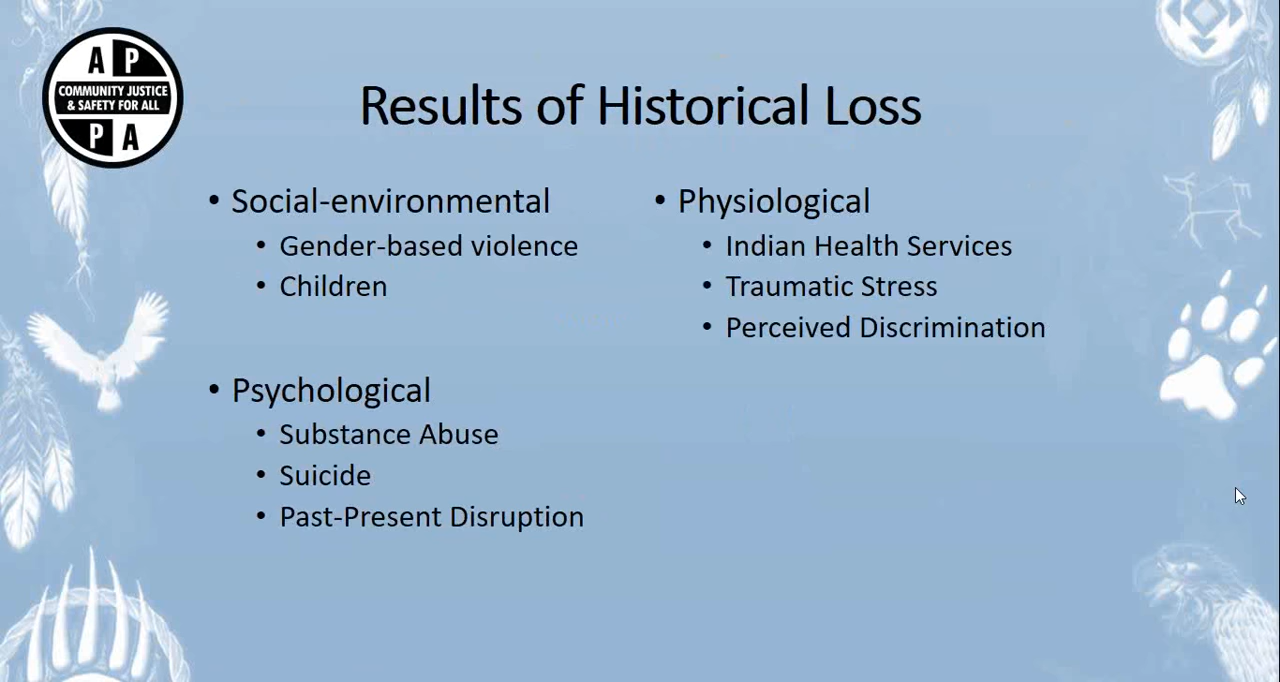 A P
COMMUNITY JUSTICE
& SAFETY FOR ALL
P A
Results of Historical Loss
• Social-environmental
• Gender-based violence
• Children
• Psychological
• Substance Abuse
• Suicide
• Past-Present Disruption
• Physiological
• Indian Health Services
• Traumatic Stress
• Perceived Discrimination